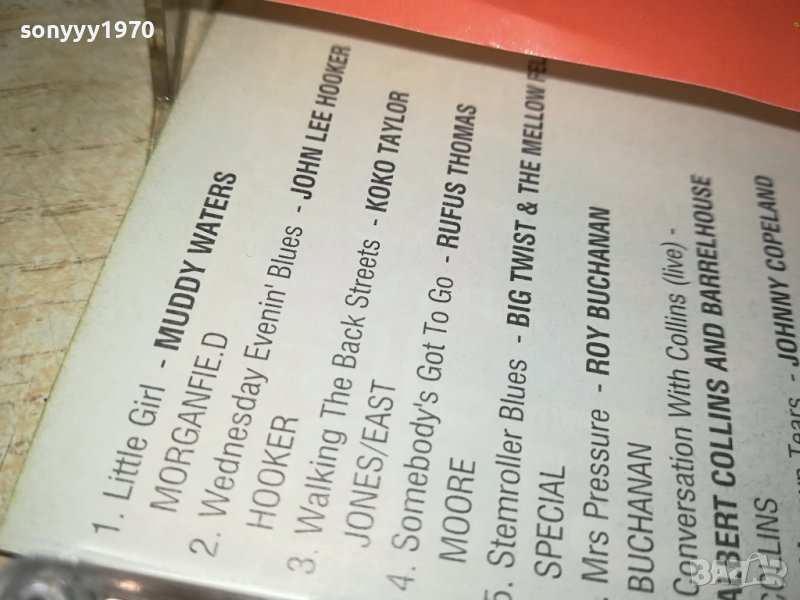 sonyyy1970
1. Little Girl - MUDDY WATERS
MORGANFIE.D
2. Wednesday Evenin' Blues - JOHN LEE HOOKER
HOOKER
3. Walking The Back Streets - KOKO TAYLOR
JONES/EAST
4. Somebody's Got To Go - RUFUS THOMAS
MOORE
5. Stemroller Blues - BIG TWIST & THE MELLOW
SPECIAL
Mrs Pressure - ROY BUCHANAN
BUCHANAN
Conversation With Collins (live) -
ALBERT COLLINS AND BARRELHOUSE
COLLINS
Tears - JOHNNY COPELAND